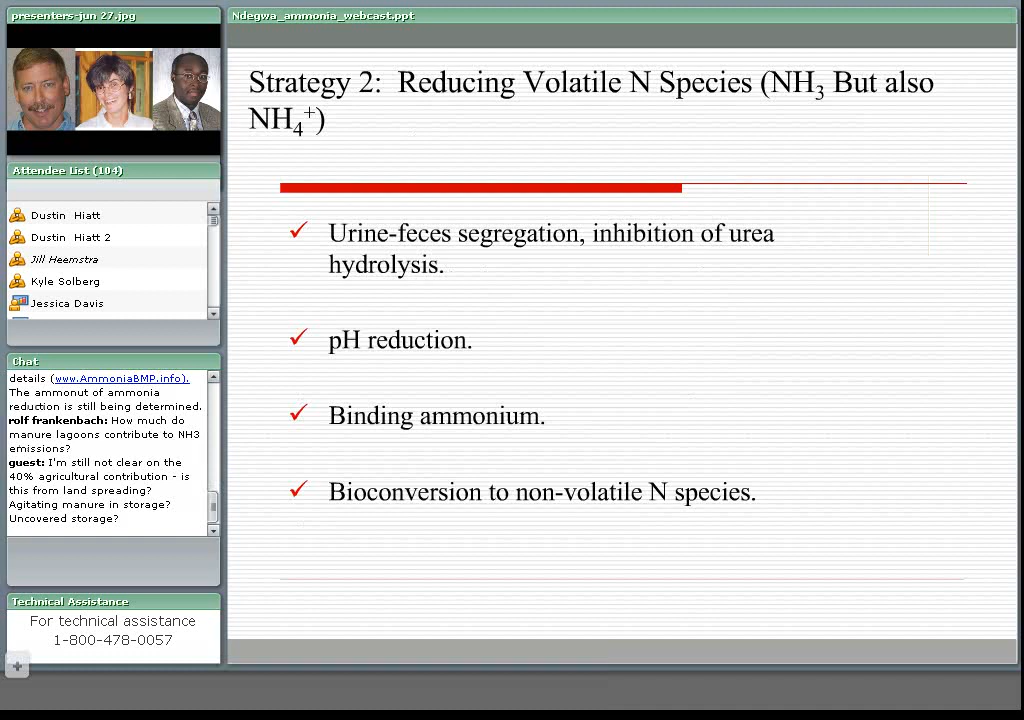 presenters-jun 27.jpg
Ndegwa_ammonia_webcast.ppt
Strategy 2: Reducing Volatile N Species (NH3 But also
NH4+)
Urine-feces segregation, inhibition of urea
hydrolysis.
pH reduction.
Binding ammonium.
Bioconversion to non-volatile N species.
Attendee List (104)
Dustin Hiatt
Dustin Hiatt 2
Jill Heemstra
Kyle Solberg
Jessica Davis
Chat
details (www.AmmoniaBMP.info).
The ammonut of ammonia
reduction is still being determined.
rolf frankenbach: How much do
manure lagoons contribute to NH3
emissions?
guest: I'm still not clear on the
40% agricultural contribution - is
this from land spreading?
Agitating manure in storage?
Uncovered storage?
Technical Assistance
For technical assistance
1-800-478-0057